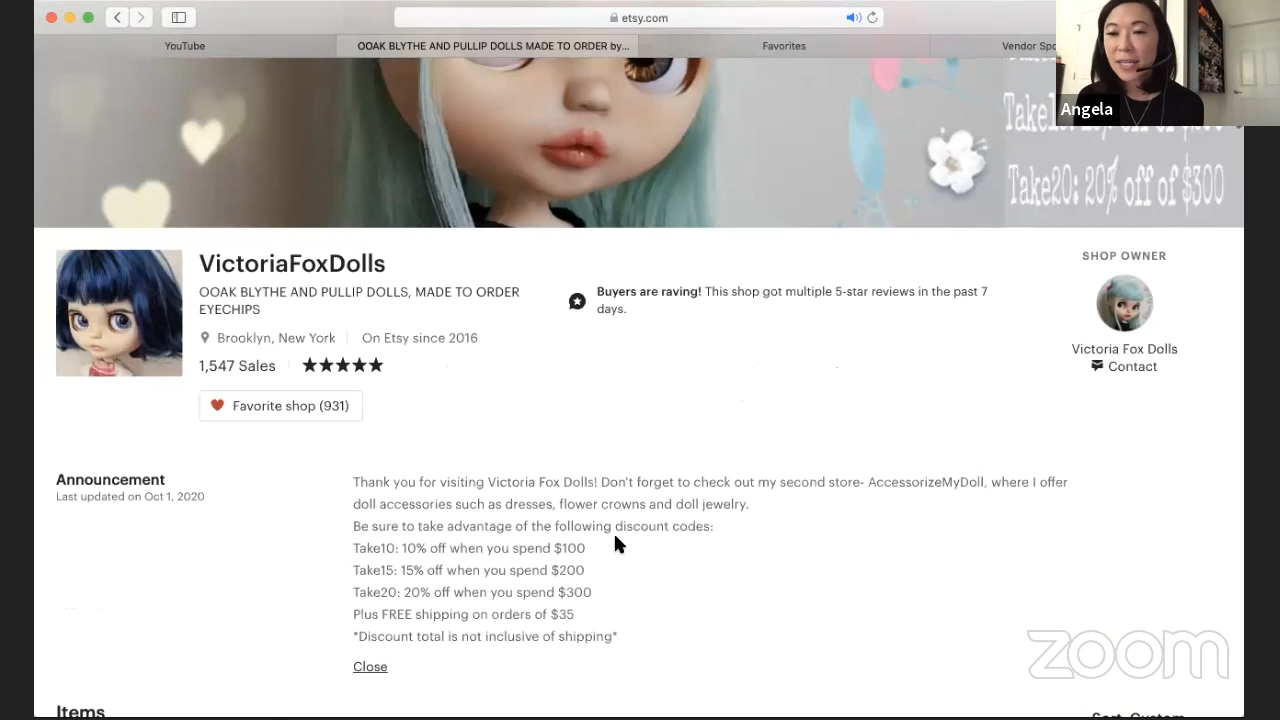 etsy.com
YouTube
OOAK BLYTHE AND PULLIP DOLLS MADE TO ORDER by...
Favorites
Vendor
Angela
Take20: 20% off of $300
VictoriaFoxDolls
OOAK BLYTHE AND PULLIP DOLLS, MADE TO ORDER
EYECHIPS
Brooklyn, New York
On Etsy since 2016
1,547 Sales
Favorite shop (931)
Buyers are raving! This shop got multiple 5-star reviews in the past 7
days.
SHOP OWNER
Victoria Fox Dolls
Contact
Announcement
Last updated on Oct 1, 2020
Thank you for visiting Victoria Fox Dolls! Don't forget to check out my second store- AccessorizeMyDoll, where I offer
doll accessories such as dresses, flower crowns and doll jewelry.
Be sure to take advantage of the following discount codes:
Take10: 10% off when you spend $100
Take15: 15% off when you spend $200
Take20: 20% off when you spend $300
Plus FREE shipping on orders of $35
*Discount total is not inclusive of shipping*
Close
zoom
Items